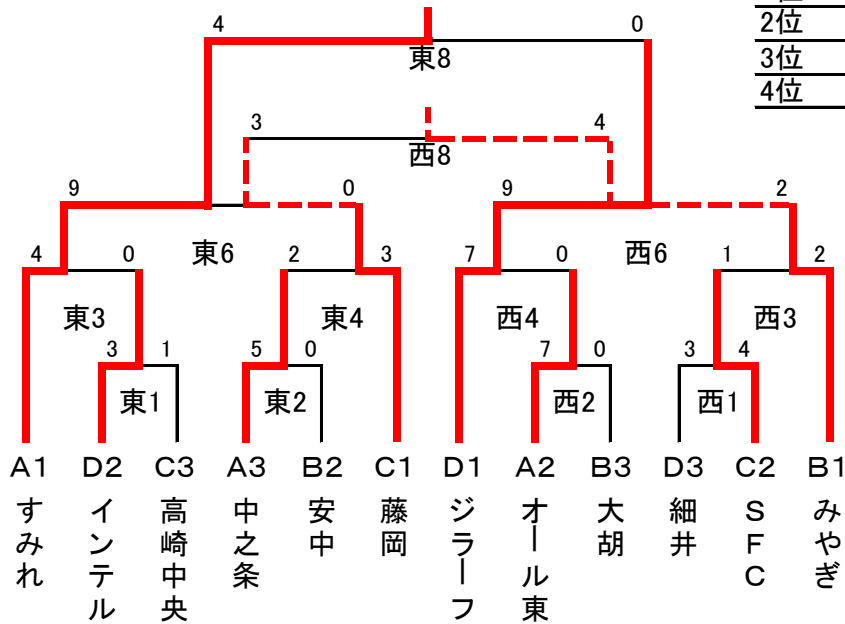 4 0
2位
東8
3位
4位
3 4
西8
9 0 9 2
東6 西6
4 0 2 3 7 0 1 2
東3 東4 西4 西3
3 1 5 0 7 0 3 4
東1 東2 西2 西1
A1 D2 C3 A3 B2 C1 D1 A2 B3 D3 C2 B1
すみれ
インテル
高崎中央
中之条
安中
藤岡
ジラーフ
オール東
大胡
細井
SFC
みやぎ